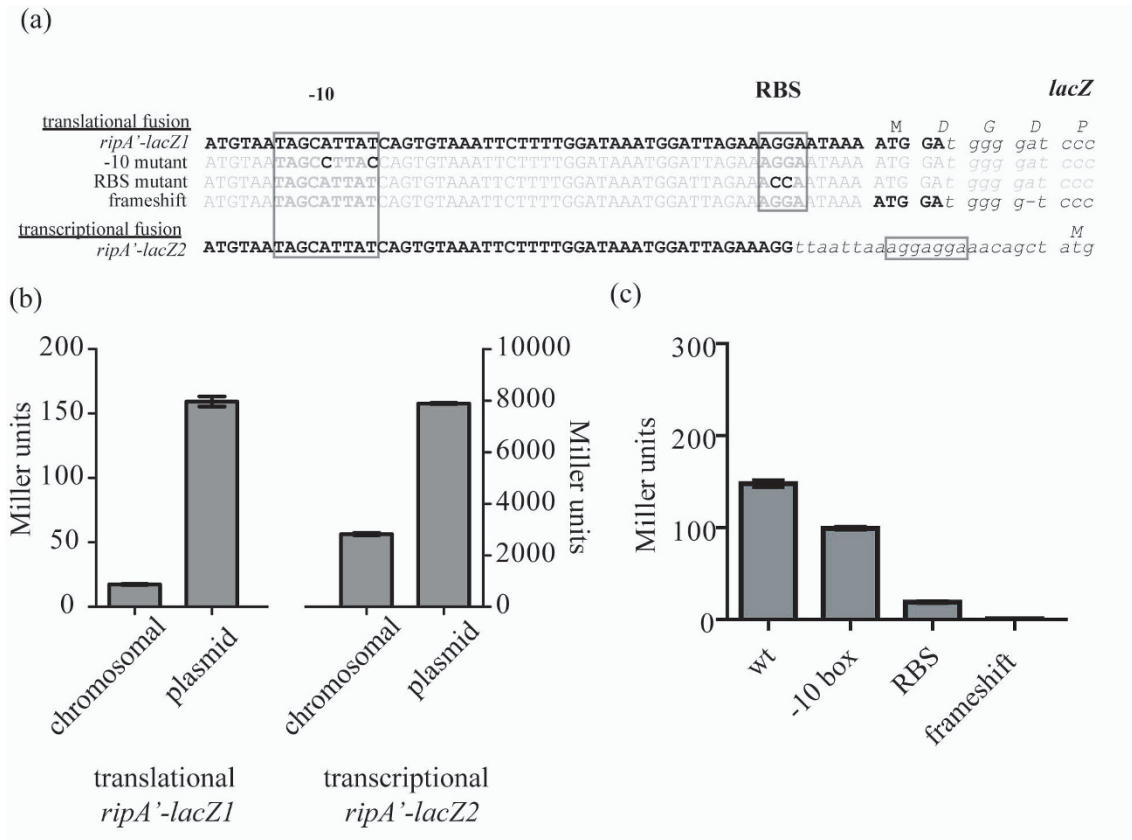 (a)
-10 RBS lacZ
translational fusion M D G D P
ripA'-lacZ1 ATGTAATAGCATTATCAGTGTAAATTCTTTTGGATAAATGGATTAGAAAGGAATAAA ATG GAt ggg gat ccc
-10 mutant ATGTAATAGCCTTACCAGTGTAAATTCTTTTGGATAAATGGATTAGAAAGGAATAAA ATG GAt ggg gat ccc
RBS mutant ATGTAATAGCATTATCAGTGTAAATTCTTTTGGATAAATGGATTAGAAACCAATAAA ATG GAt ggg gat ccc
frameshift ATGTAATAGCATTATCAGTGTAAATTCTTTTGGATAAATGGATTAGAAAGGAATAAA ATG GAt ggg g-t ccc
transcriptional fusion M
ripA'-lacZ2 ATGTAATAGCATTATCAGTGTAAATTCTTTTGGATAAATGGATTAGAAAGGttaattaaaggaggaaacagct atg
(b)
Miller units
200
150
100
50
0
chromosomal
plasmid
translational
ripA'-lacZ1
10000
8000
6000
4000
2000
0
Miller units
chromosomal
plasmid
transcriptional
ripA'-lacZ2
(c)
Miller units
300
200
100
0
wt
-10 box
RBS
frameshift